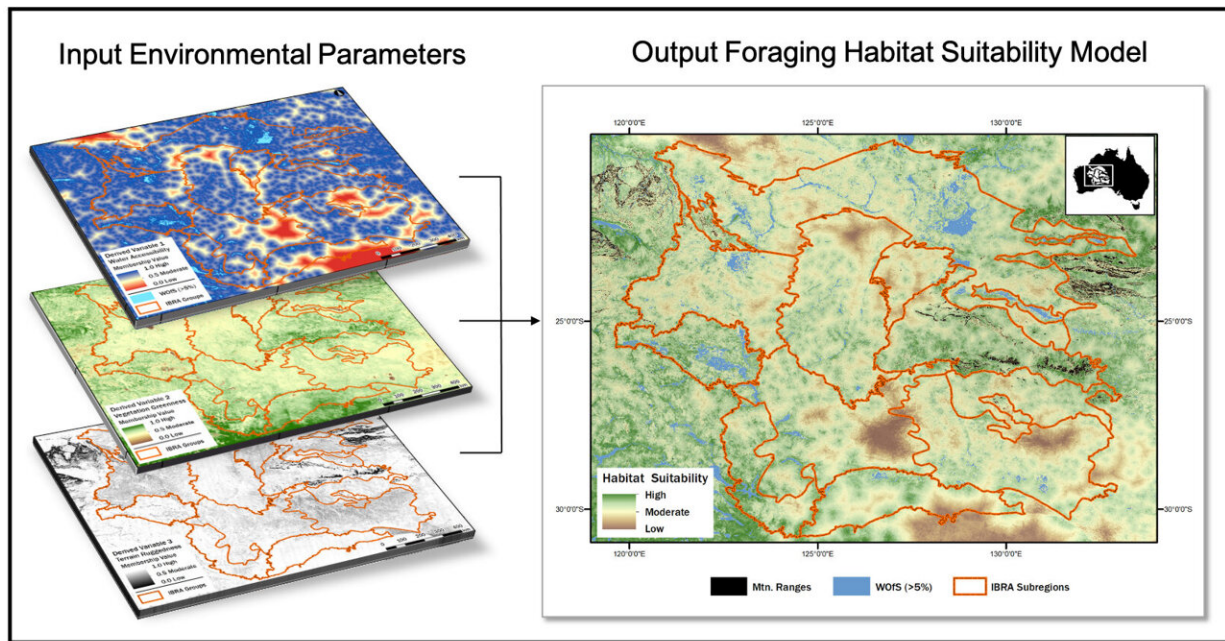 Input Environmental Parameters
Output Foraging Habitat Suitability Model
Derived Variable 1
Water Accessibility
Membership Value
1.0 High
0.5 Moderate
0.0 Low
WOfS (>5%)
IBRA Groups
Derived Variable 2
Vegetation Greenness
Membership Value
1.0 High
0.5 Moderate
0.0 Low
IBRA Groups
Derived Variable 3
Terrain Ruggedness
Membership Value
1.0 High
0.5 Moderate
0.0 Low
IBRA Groups
120°0'0"E 125°0'0"E 130°0'0"E
25°0'0"S 25°0'0"S
30°0'0"S 30°0'0"S
Habitat Suitability
High
Moderate
Low
120°0'0"E 125°0'0"E 130°0'0"E
Mtn. Ranges WOfS (>5%) IBRA Subregions